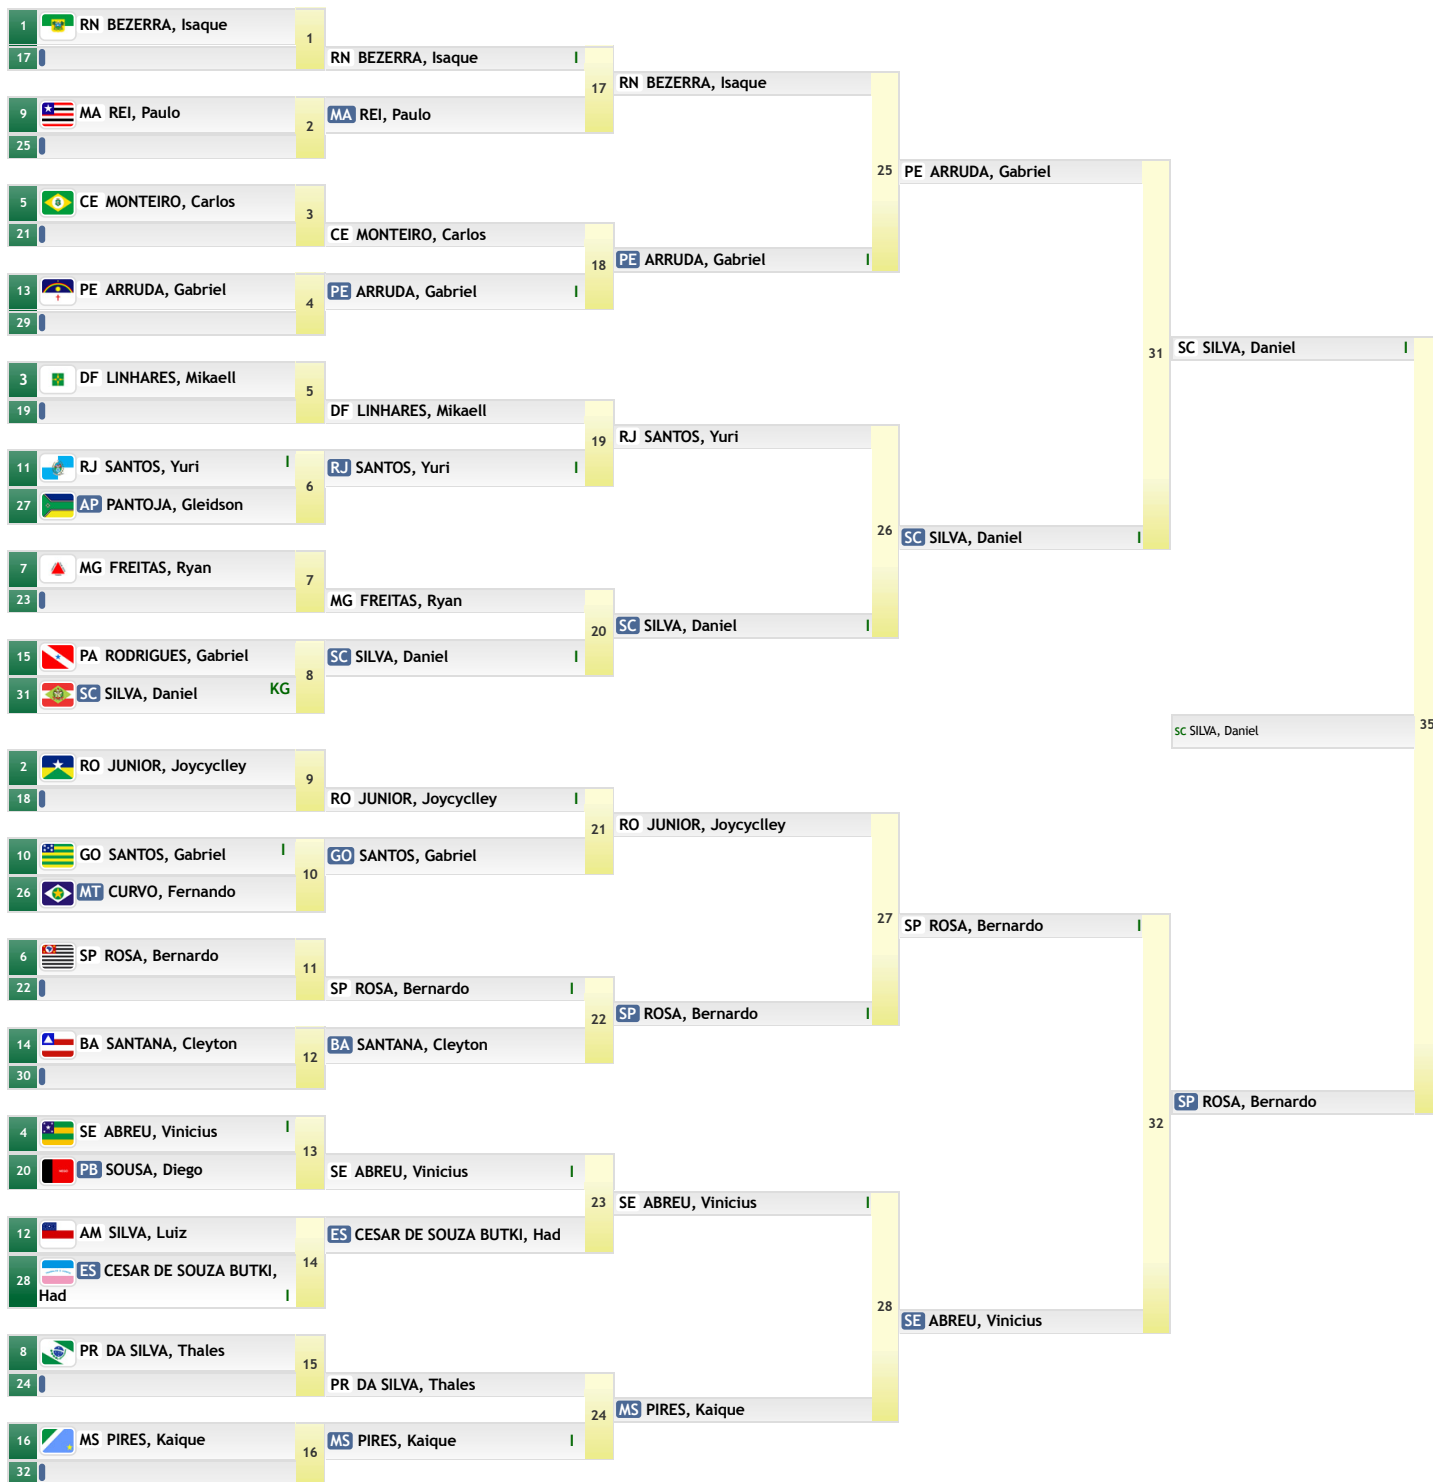 1 RN BEZERRA, Isaque
17
1
9 MA REI, Paulo
25
2
5 CE MONTEIRO, Carlos
21
3
13 PE ARRUDA, Gabriel
29
4
3 DF LINHARES, Mikaell
19
5
11 RJ SANTOS, Yuri I
27 AP PANTOJA, Gleidson
6
7 MG FREITAS, Ryan
23
7
15 PA RODRIGUES, Gabriel
31 SC SILVA, Daniel KG
8
2 RO JUNIOR, Joycyclley
18
9
10 GO SANTOS, Gabriel I
26 MT CURVO, Fernando
10
6 SP ROSA, Bernardo
22
11
14 BA SANTANA, Cleyton
30
12
4 SE ABREU, Vinicius I
20 PB SOUSA, Diego
13
12 AM SILVA, Luiz
28 ES CESAR DE SOUZA BUTKI,
Had I
14
8 PR DA SILVA, Thales
24
15
16 MS PIRES, Kaique
32
16
RN BEZERRA, Isaque I
MA REI, Paulo
17
CE MONTEIRO, Carlos
PE ARRUDA, Gabriel I
18
DF LINHARES, Mikaell
RJ SANTOS, Yuri I
19
MG FREITAS, Ryan
SC SILVA, Daniel I
20
RO JUNIOR, Joycyclley I
GO SANTOS, Gabriel
21
SP ROSA, Bernardo I
BA SANTANA, Cleyton
22
SE ABREU, Vinicius I
ES CESAR DE SOUZA BUTKI, Had
23
PR DA SILVA, Thales
MS PIRES, Kaique I
24
RN BEZERRA, Isaque
PE ARRUDA, Gabriel I
25
RJ SANTOS, Yuri
SC SILVA, Daniel I
26
RO JUNIOR, Joycyclley
SP ROSA, Bernardo I
27
SE ABREU, Vinicius I
MS PIRES, Kaique
28
PE ARRUDA, Gabriel
SC SILVA, Daniel I
31
SP ROSA, Bernardo I
SE ABREU, Vinicius
32
SC SILVA, Daniel I
SC SILVA, Daniel
35
SP ROSA, Bernardo